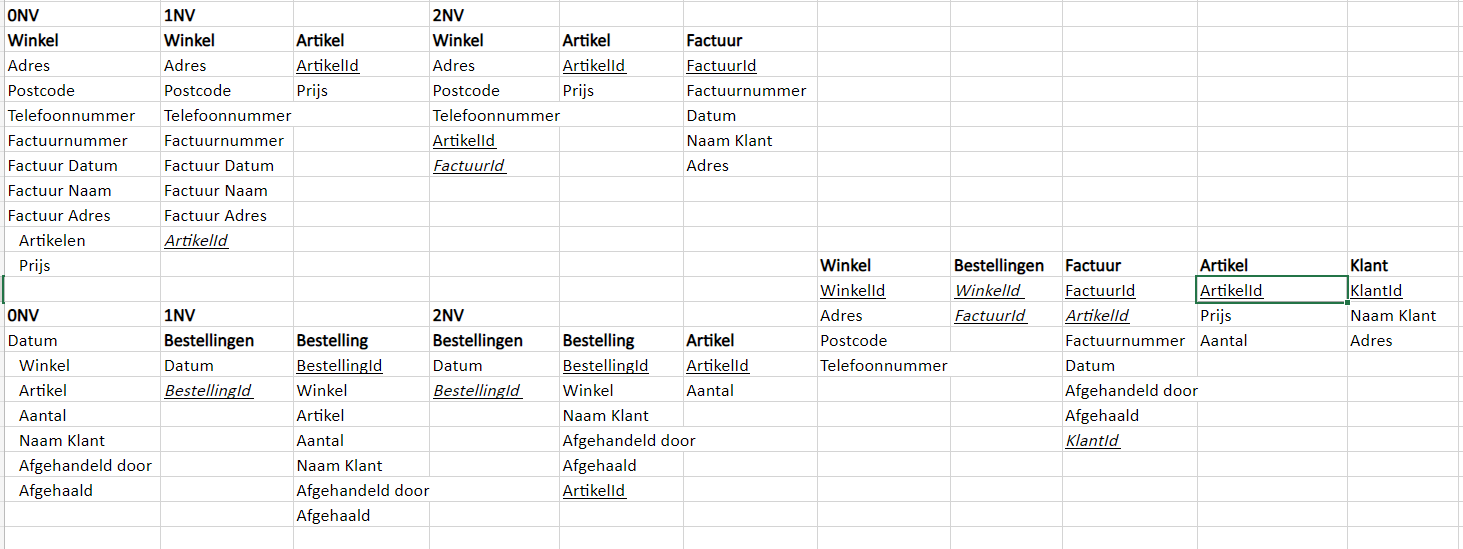 0NV 1NV 2NV
Winkel Winkel Artikel Winkel Artikel Factuur
Adres Adres ArtikelId Adres ArtikelId FactuurId
Postcode Postcode Prijs Postcode Prijs Factuurnummer
Telefoonnummer Telefoonnummer Telefoonnummer Datum
Factuurnummer Factuurnummer ArtikelId Naam Klant
Factuur Datum Factuur Datum FactuurId Adres
Factuur Naam Factuur Naam
Factuur Adres Factuur Adres
Artikelen ArtikelId
Prijs Winkel Bestellingen Factuur Artikel Klant
WinkelId WinkelId FactuurId ArtikelId KlantId
0NV 1NV 2NV Adres FactuurId ArtikelId Prijs Naam Klant
Datum Bestellingen Bestelling Bestellingen Bestelling Artikel Postcode Factuurnummer Aantal Adres
Winkel Datum BestellingId Datum BestellingId ArtikelId Telefoonnummer Datum
Artikel BestellingId Winkel BestellingId Winkel Aantal Afgehandeld door
Aantal Artikel Naam Klant Afgehaald
Naam Klant Aantal Afgehandeld door KlantId
Afgehandeld door Naam Klant Afgehaald
Afgehaald Afgehandeld door ArtikelId
Afgehaald